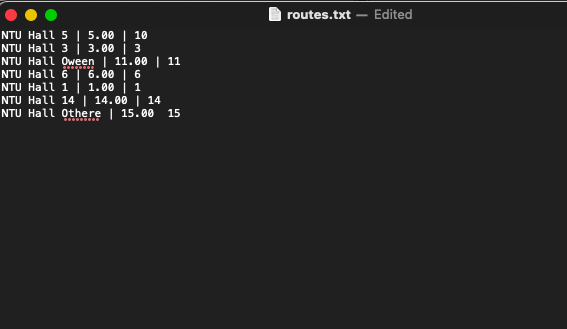 routes.txt — Edited
NTU Hall 5 | 5.00 | 10
NTU Hall 3 | 3.00 | 3
NTU Hall Oween | 11.00 | 11
NTU Hall 6 | 6.00 | 6
NTU Hall 1 | 1.00 | 1
NTU Hall 14 | 14.00 | 14
NTU Hall Othere | 15.00  15